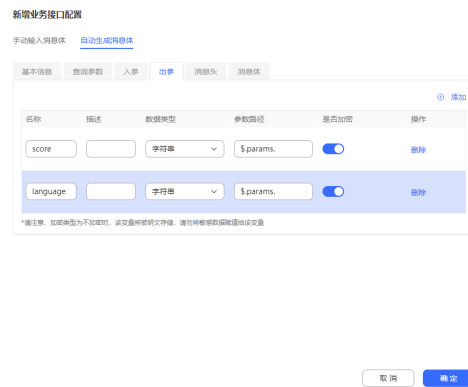 新增业务接口配置
手动输入消息体 自动生成消息体
基本信息 查询参数 入参 出参 消息头 消息体
添加
名称 描述 数据类型 参数路径 是否加密 操作
score 字符串 $.params. 删除
language 字符串 $.params. 删除
*请注意，加密类型为不加密时，该变量将被明文存储，请勿将敏感数据赋值给该变量
取消 确定